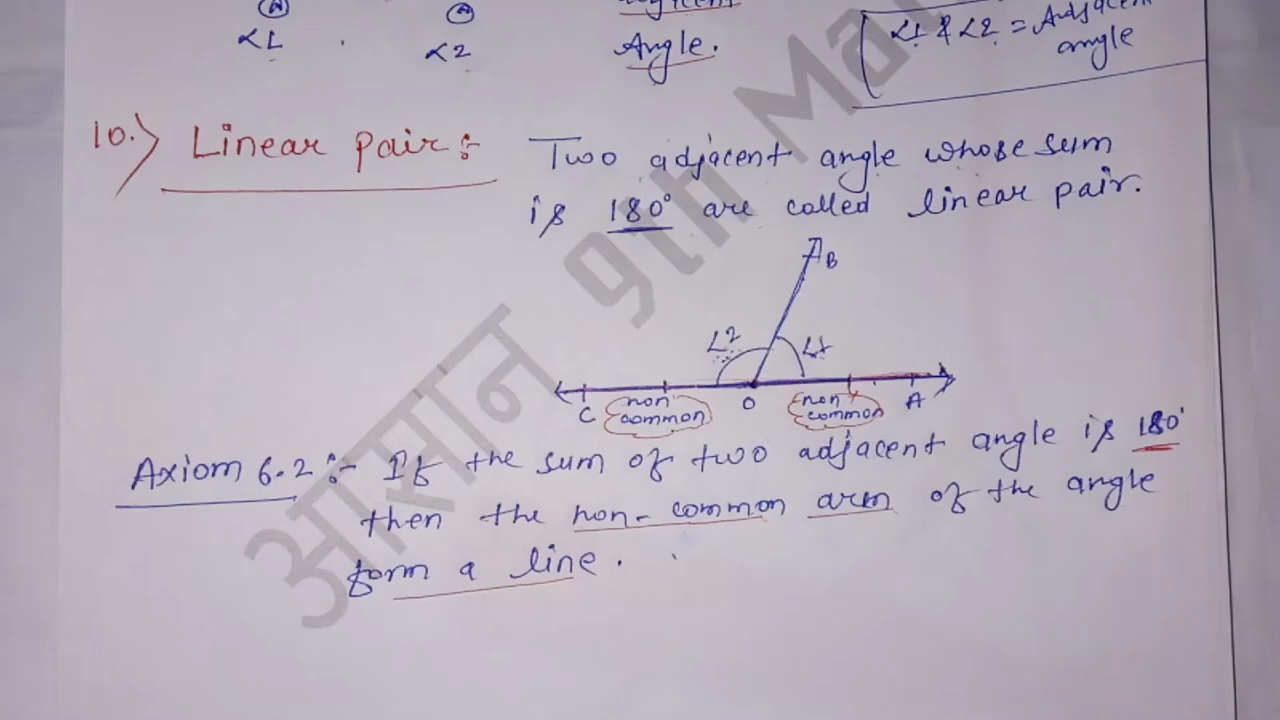 Angle.
∠1
∠2
∠1 & ∠2 = Adjacent
angle
10.) Linear pair :- Two adjacent angle whose sum
is 180° are called linear pair.
B
∠2
∠1
C
non common
O
non common
A
Axiom 6.2 :- If the sum of two adjacent angle is 180°
then the non-common arm of the angle
form a line.
आसान 9th